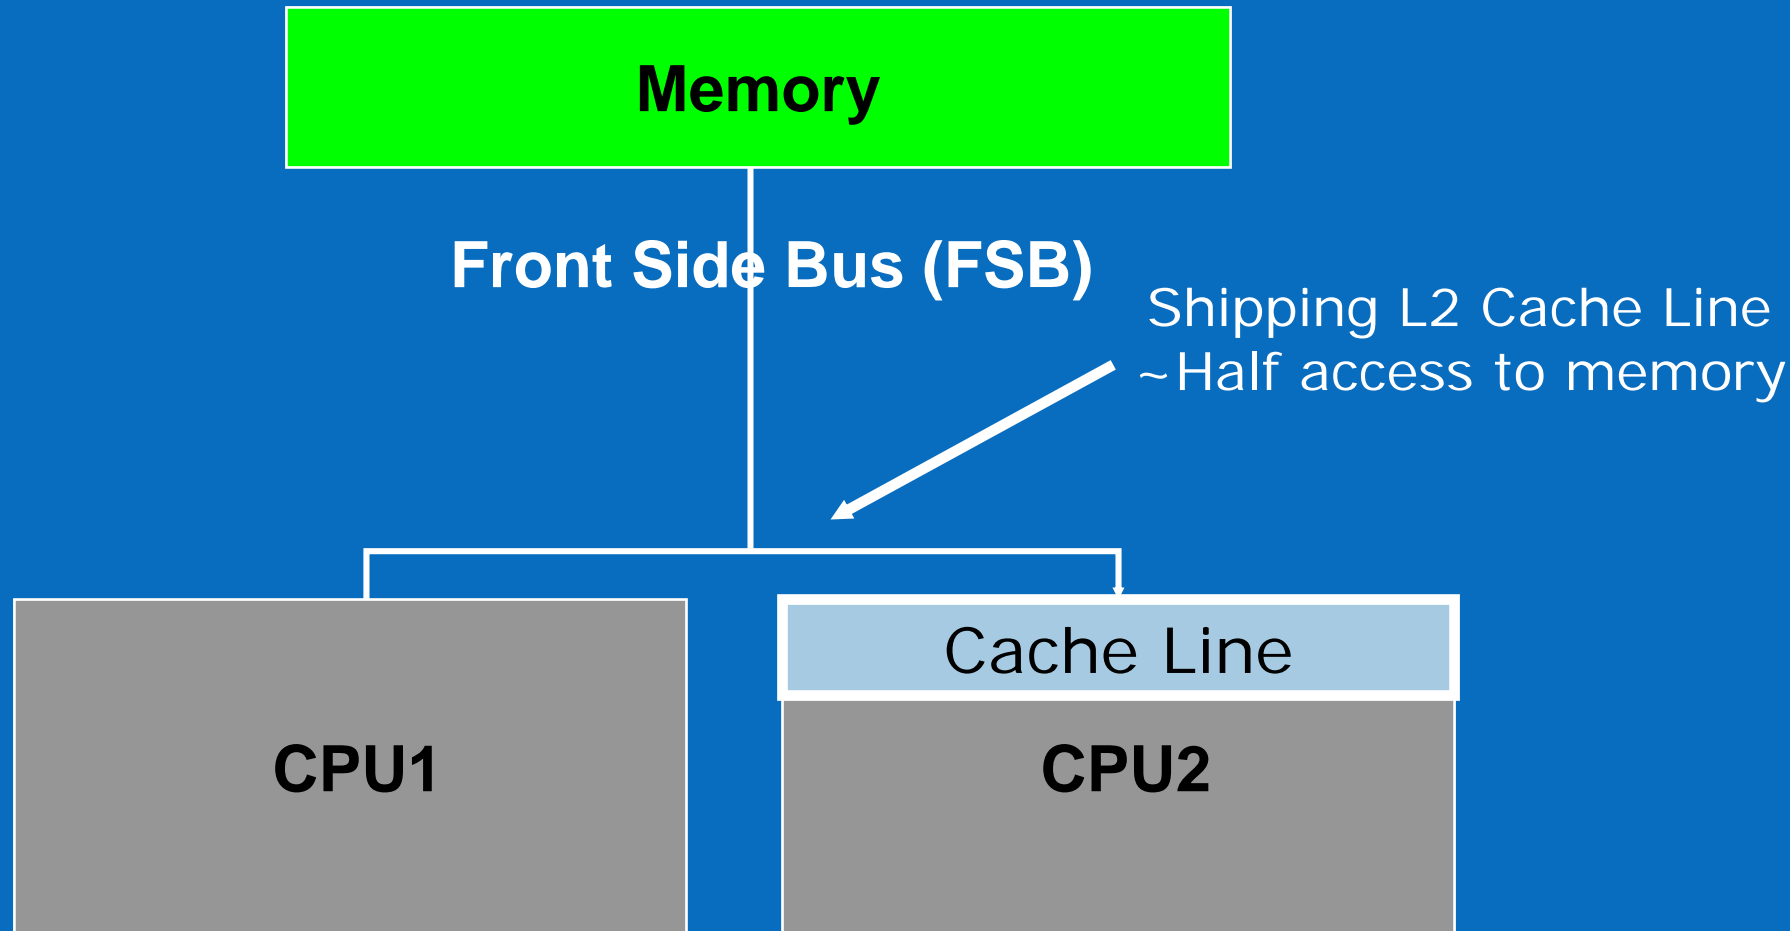 Memory
Front Side Bus (FSB)
Shipping L2 Cache Line
~Half access to memory
Cache Line
CPU1
CPU2